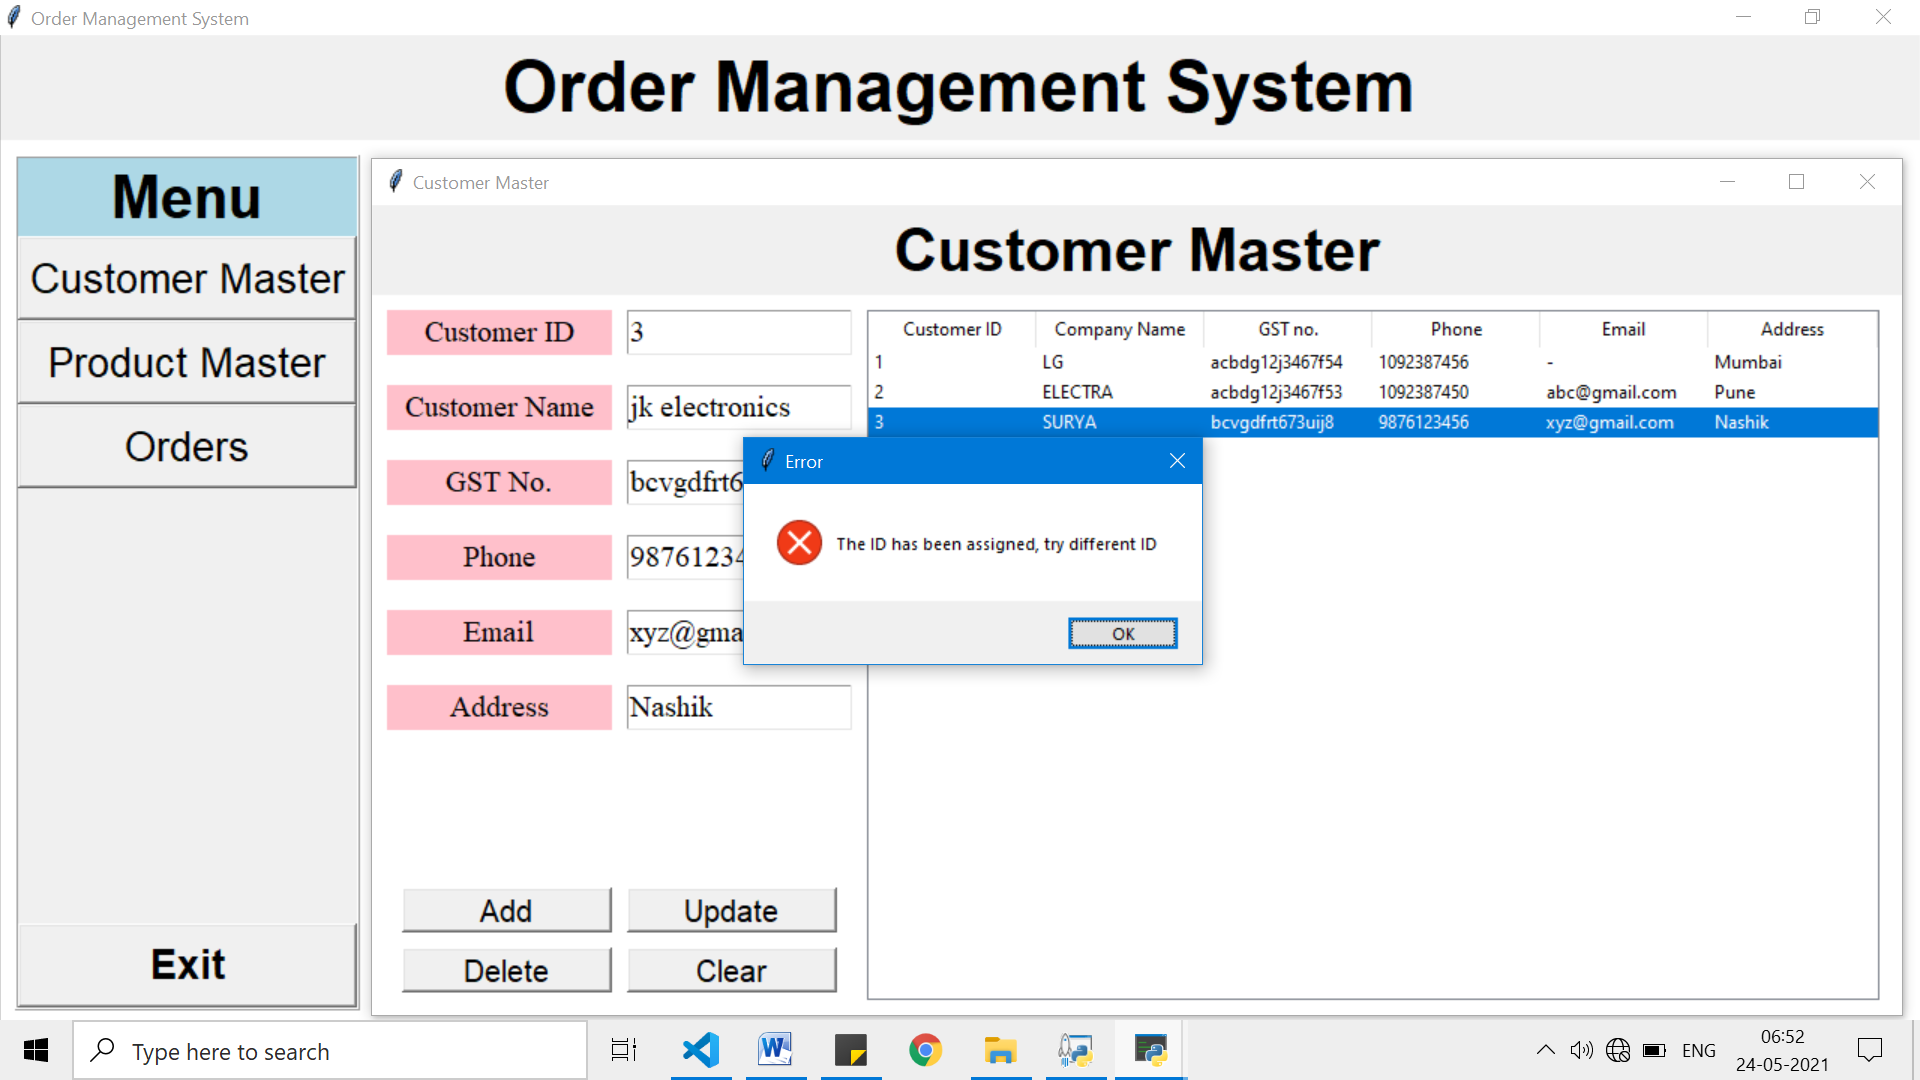 Order Management System
Order Management System
Menu
Customer Master
Product Master
Orders
Exit
Customer Master
Customer Master
Customer ID 3
Customer Name jk electronics
GST No. bcvgdfrt6
Phone 98761234
Email xyz@gma
Address Nashik
Add Update
Delete Clear
Customer ID Company Name GST no. Phone Email Address
1 LG acbdg12j3467f54 1092387456 - Mumbai
2 ELECTRA acbdg12j3467f53 1092387450 abc@gmail.com Pune
3 SURYA bcvgdfrt673uij8 9876123456 xyz@gmail.com Nashik
Error
The ID has been assigned, try different ID
OK
Type here to search
ENG
06:52
24-05-2021